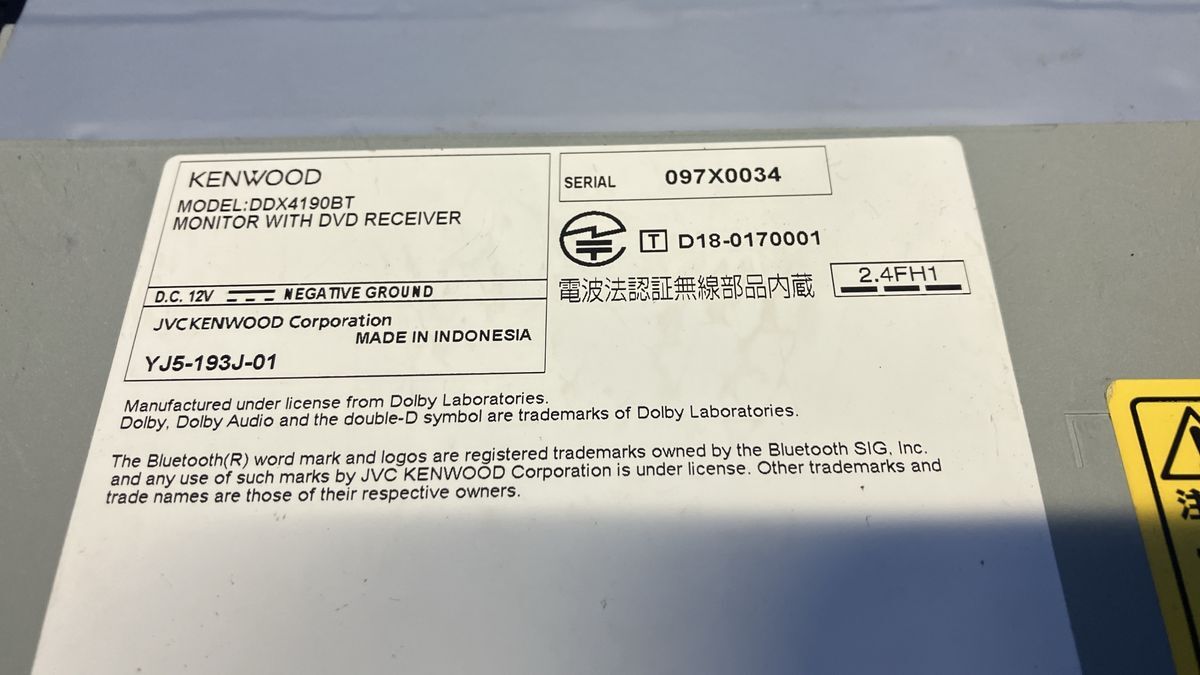 KENWOOD
MODEL:DDX4190BT
MONITOR WITH DVD RECEIVER
D.C. 12V NEGATIVE GROUND
JVCKENWOOD Corporation
MADE IN INDONESIA
YJ5-193J-01
SERIAL 097X0034
T D18-0170001
電波法認証無線部品内蔵 2.4FH1
Manufactured under license from Dolby Laboratories.
Dolby, Dolby Audio and the double-D symbol are trademarks of Dolby Laboratories.
The Bluetooth(R) word mark and logos are registered trademarks owned by the Bluetooth SIG, Inc.
and any use of such marks by JVC KENWOOD Corporation is under license. Other trademarks and
trade names are those of their respective owners.
注